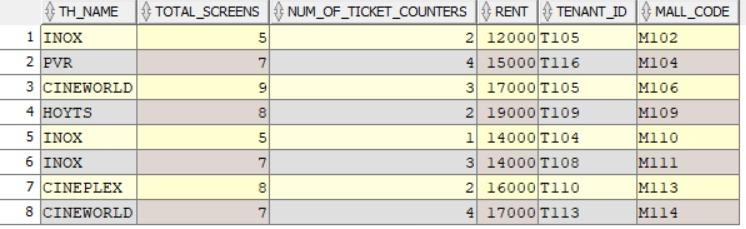 TH_NAME TOTAL_SCREENS NUM_OF_TICKET_COUNTERS RENT TENANT_ID MALL_CODE
1 INOX 5 2 12000 T105 M102
2 PVR 7 4 15000 T116 M104
3 CINEWORLD 9 3 17000 T105 M106
4 HOYTS 8 2 19000 T109 M109
5 INOX 5 1 14000 T104 M110
6 INOX 7 3 14000 T108 M111
7 CINEPLEX 8 2 16000 T110 M113
8 CINEWORLD 7 4 17000 T113 M114